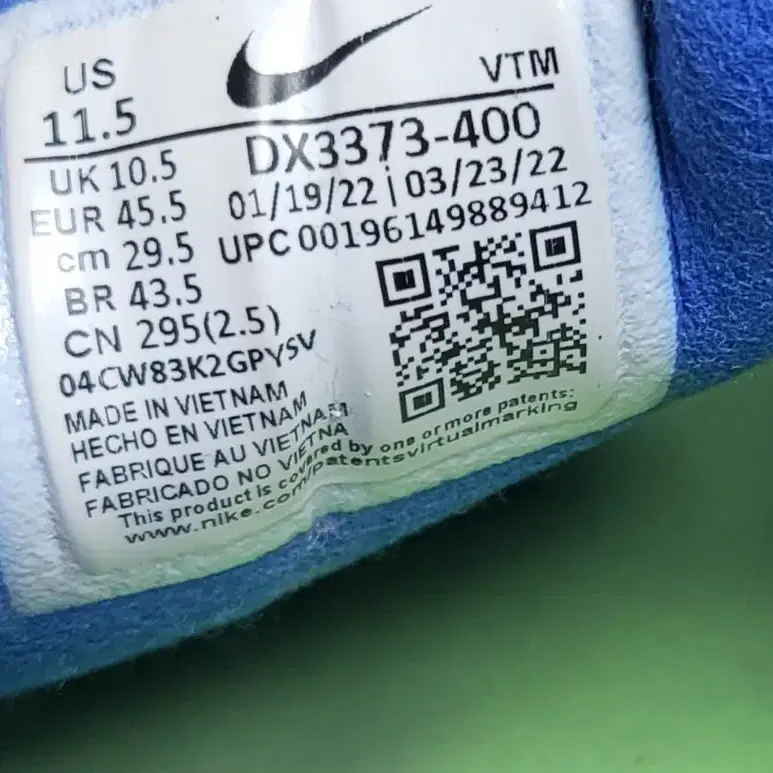 US
11.5
VTM
UK 10.5
EUR 45.5
cm 29.5
BR 43.5
CN 295(2.5)
DX3373-400
01/19/22 | 03/23/22
UPC 00196149889412
04CW83K2GPYSV
MADE IN VIETNAM
HECHO EN VIETNAM
FABRIQUE AU VIETNAM
FABRICADO NO VIETNA
This product is covered by one or more patents:
www.nike.com/patentsvirtualmarking